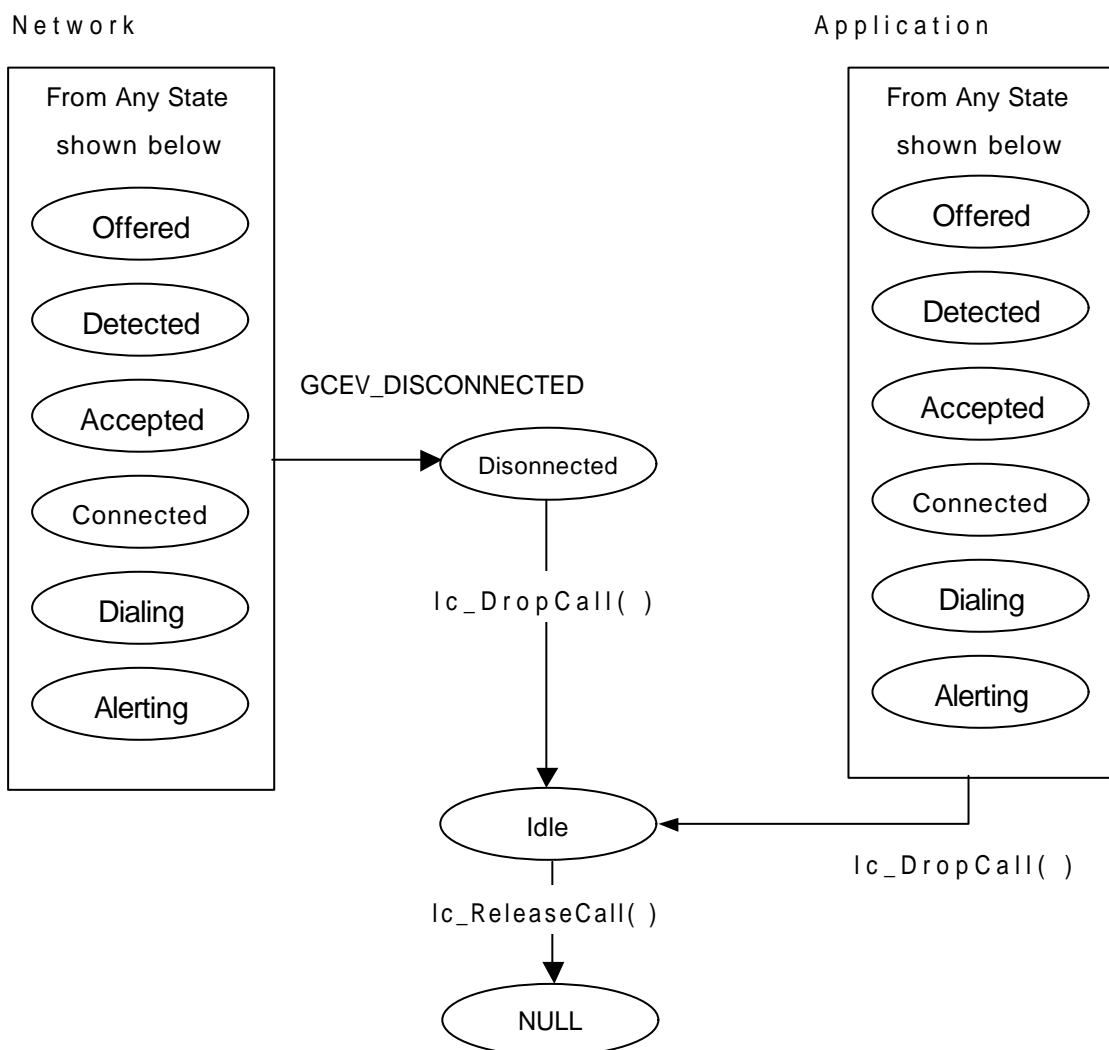 Network
From Any State
shown below
Offered
Detected
Accepted
Connected
Dialing
Alerting
GCEV_DISCONNECTED
Disonnected
lc_DropCall( )
Idle
lc_ReleaseCall( )
NULL
Application
From Any State
shown below
Offered
Detected
Accepted
Connected
Dialing
Alerting
lc_DropCall( )